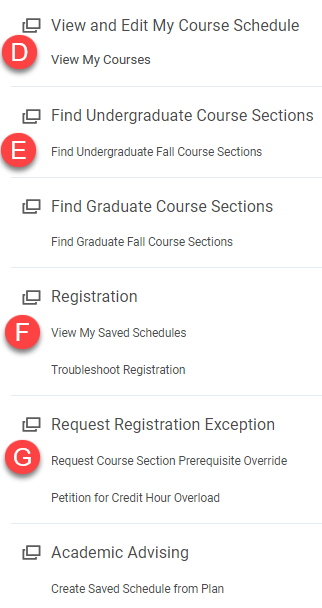 View and Edit My Course Schedule
D
View My Courses
Find Undergraduate Course Sections
E
Find Undergraduate Fall Course Sections
Find Graduate Course Sections
Find Graduate Fall Course Sections
Registration
F
View My Saved Schedules
Troubleshoot Registration
Request Registration Exception
G
Request Course Section Prerequisite Override
Petition for Credit Hour Overload
Academic Advising
Create Saved Schedule from Plan